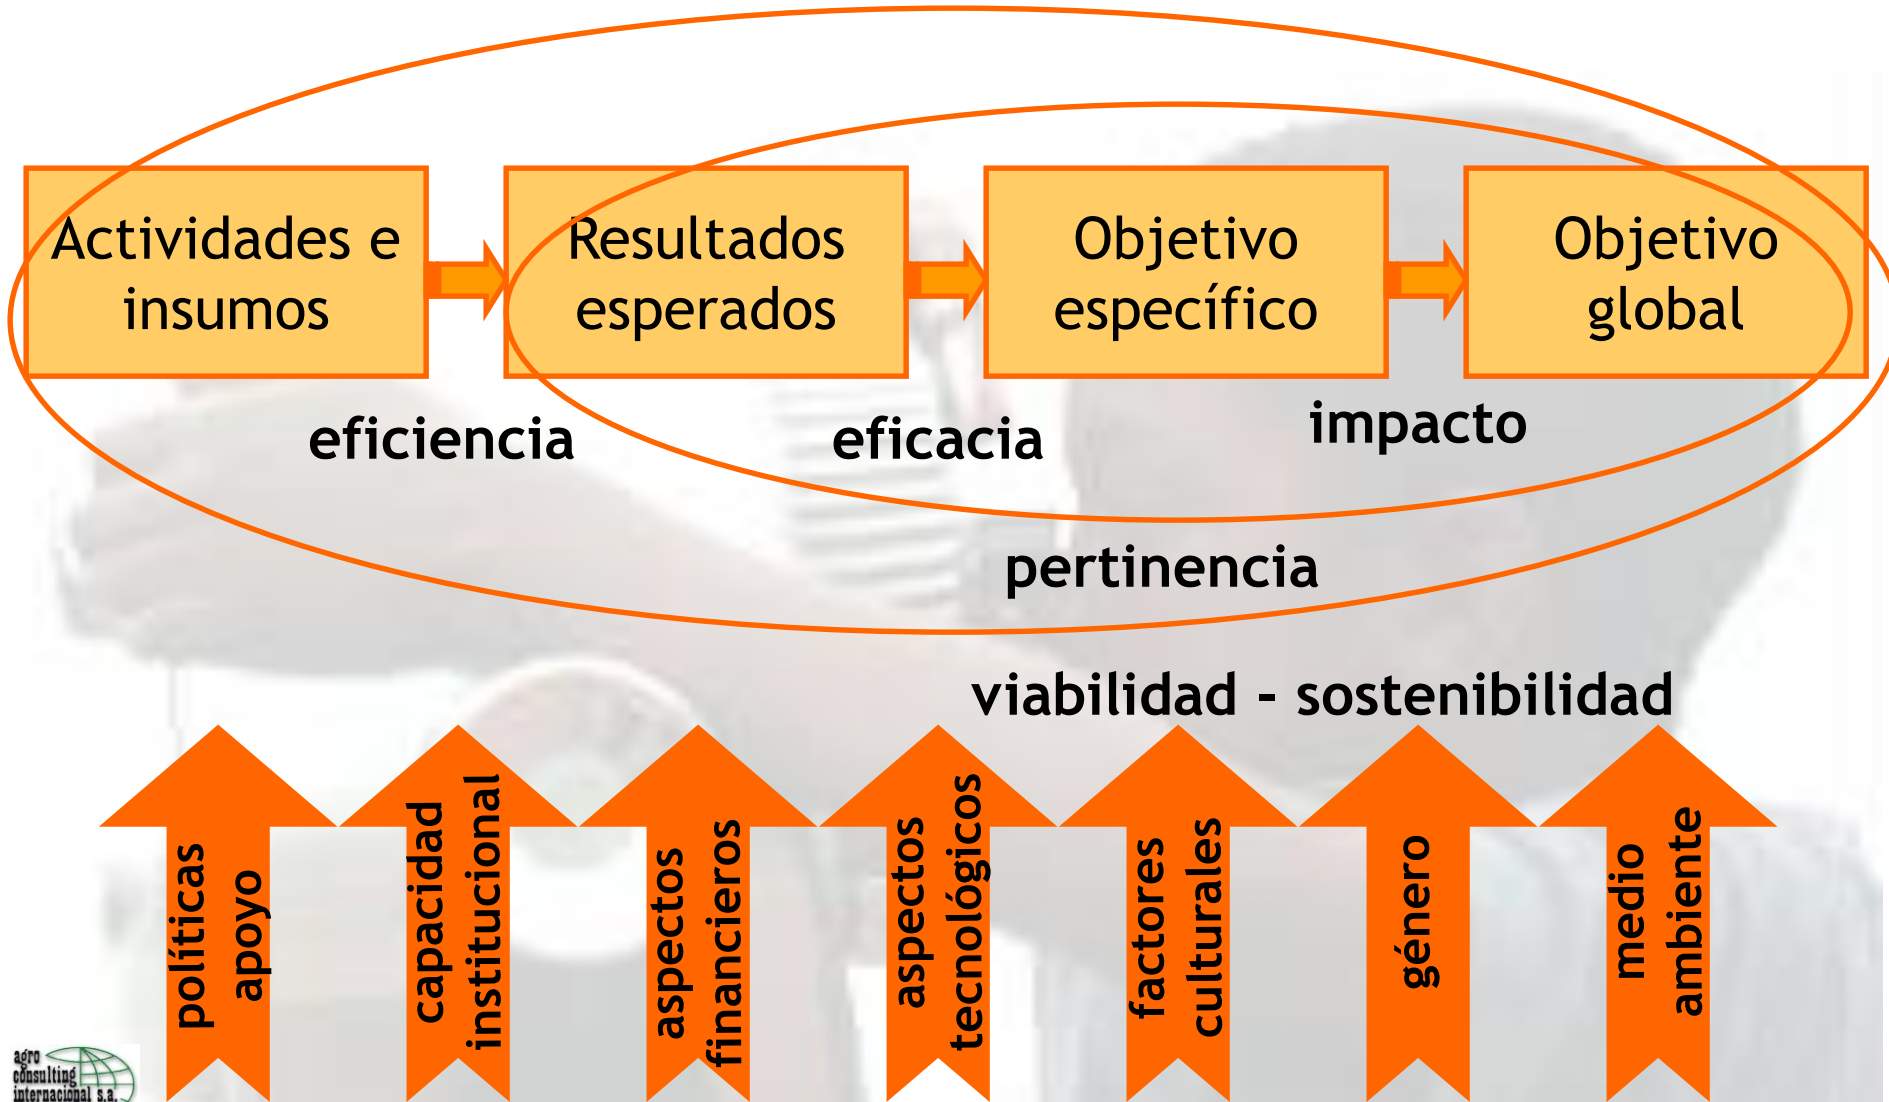 Actividades e
insumos
Resultados
esperados
Objetivo
específico
Objetivo
global
eficiencia
eficacia
impacto
pertinencia
viabilidad - sostenibilidad
políticas
apoyo
capacidad
institucional
aspectos
financieros
aspectos
tecnológicos
factores
culturales
género
medio
ambiente
agro
consulting
internacional s.a.